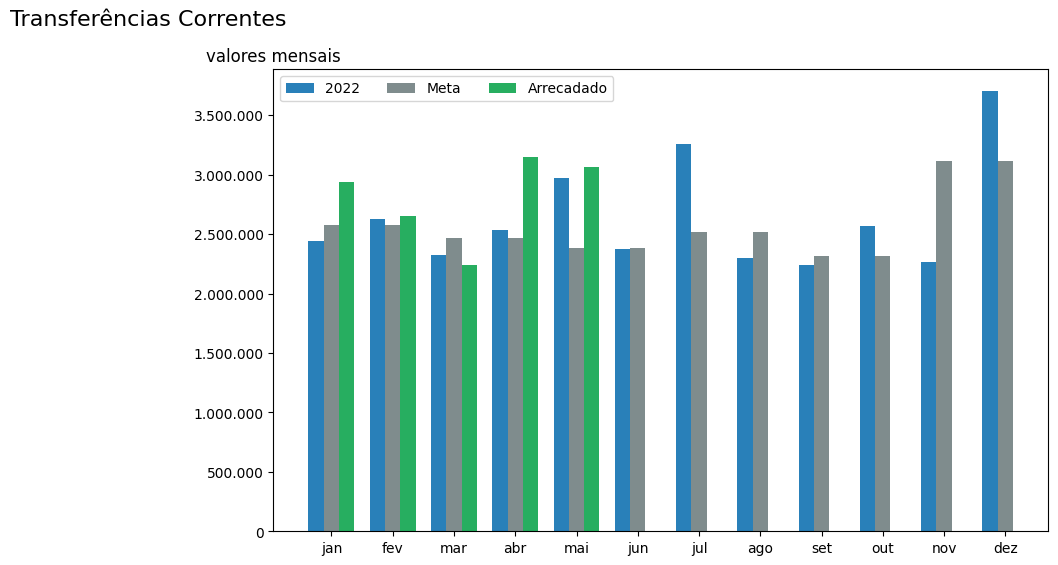 Transferências Correntes
valores mensais
2022 Meta Arrecadado
3.500.000
3.000.000
2.500.000
2.000.000
1.500.000
1.000.000
500.000
0
jan fev mar abr mai jun jul ago set out nov dez